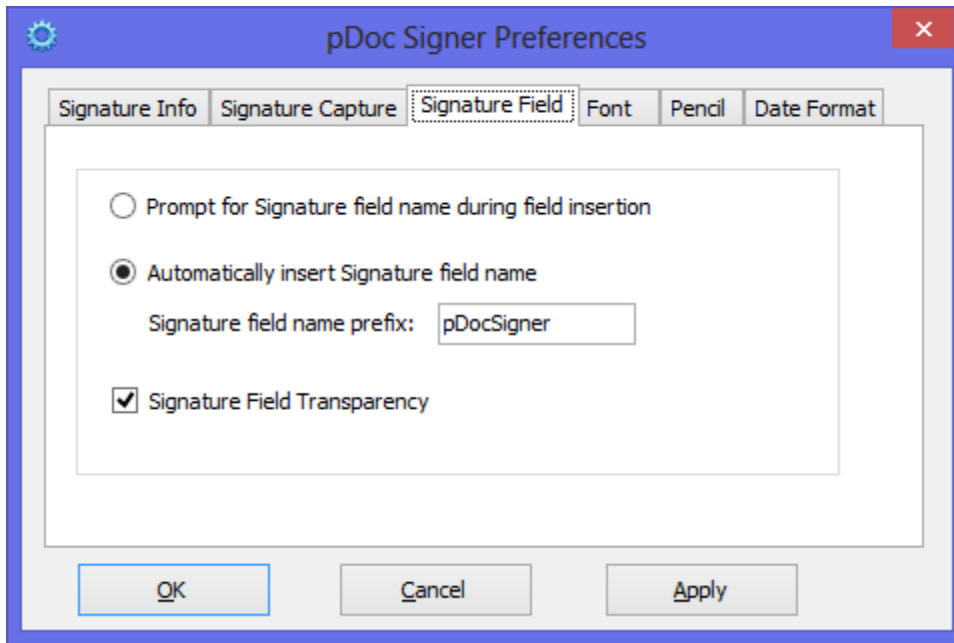 pDoc Signer Preferences
Signature Info Signature Capture Signature Field Font Pencil Date Format
Prompt for Signature field name during field insertion
Automatically insert Signature field name
Signature field name prefix: pDocSigner
Signature Field Transparency
OK Cancel Apply